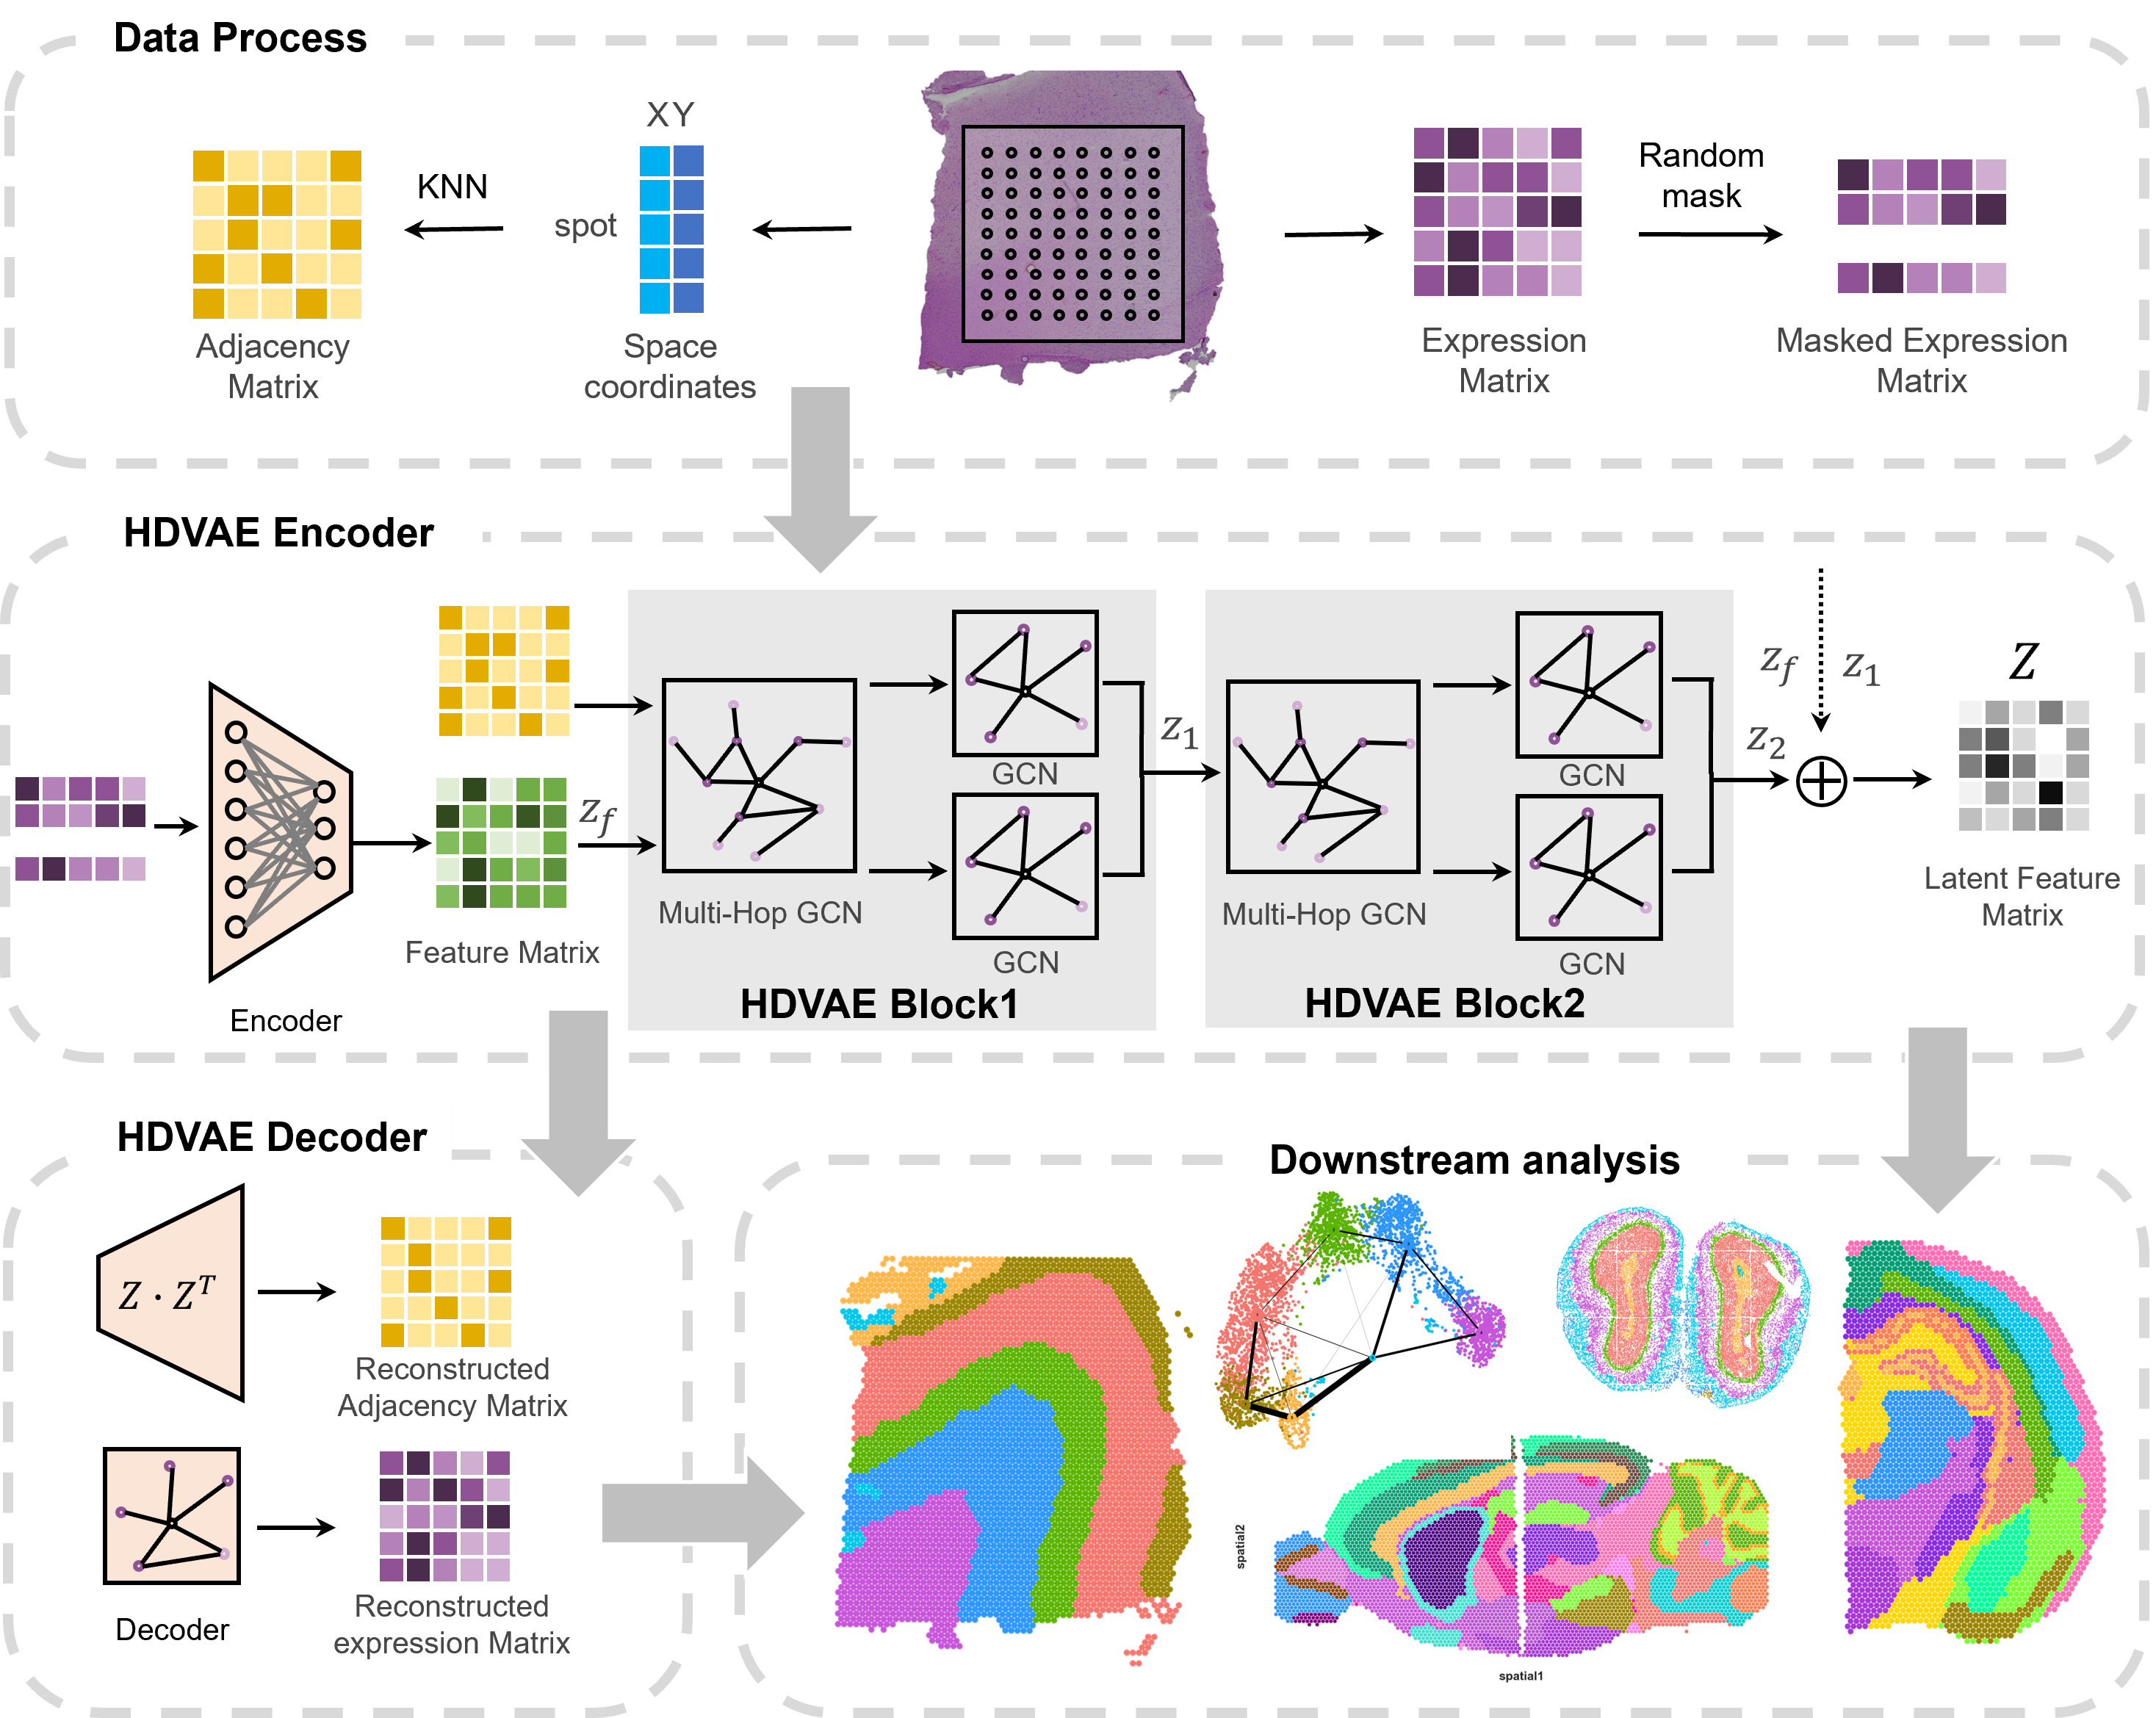 Data Process
X Y
KNN
spot
Random
mask
Adjacency
Matrix
Space
coordinates
Expression
Matrix
Masked Expression
Matrix
HDVAE Encoder
z_f
z_1
z_f
z_1
z_2
Z
GCN
GCN
GCN
GCN
Multi-Hop GCN
Multi-Hop GCN
Latent Feature
Matrix
Feature Matrix
Encoder
HDVAE Block1
HDVAE Block2
HDVAE Decoder
Z · Z^T
Reconstructed
Adjacency Matrix
Decoder
Reconstructed
expression Matrix
Downstream analysis
spatial2
spatial1